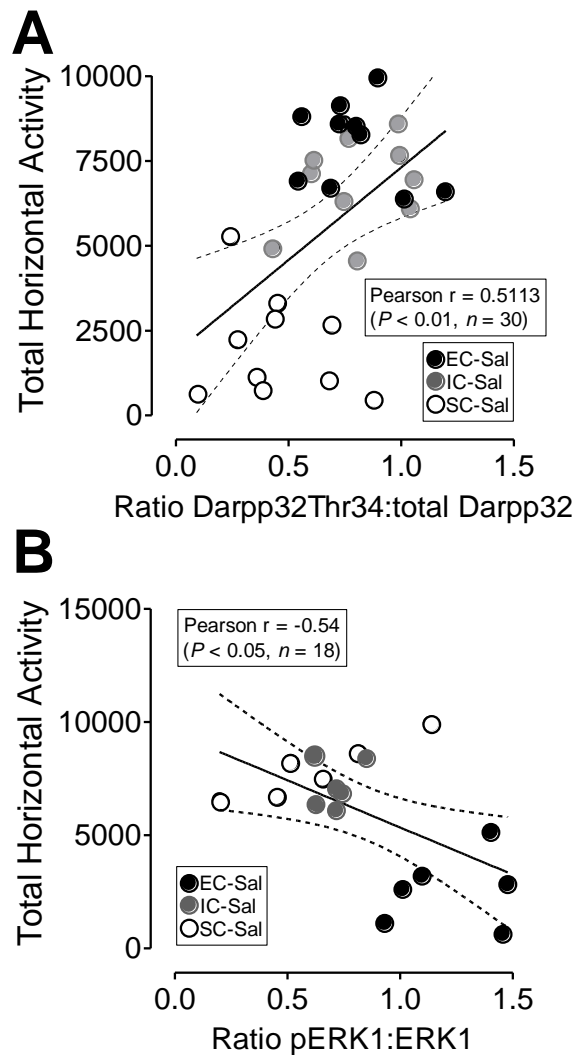 A
Total Horizontal Activity
10000
7500
5000
2500
0
Pearson r = 0.5113
(P < 0.01, n = 30)
EC-Sal
IC-Sal
SC-Sal
0.0 0.5 1.0 1.5
Ratio Darpp32Thr34:total Darpp32
B
Total Horizontal Activity
15000
10000
5000
0
Pearson r = -0.54
(P < 0.05, n = 18)
EC-Sal
IC-Sal
SC-Sal
0.0 0.5 1.0 1.5
Ratio pERK1:ERK1